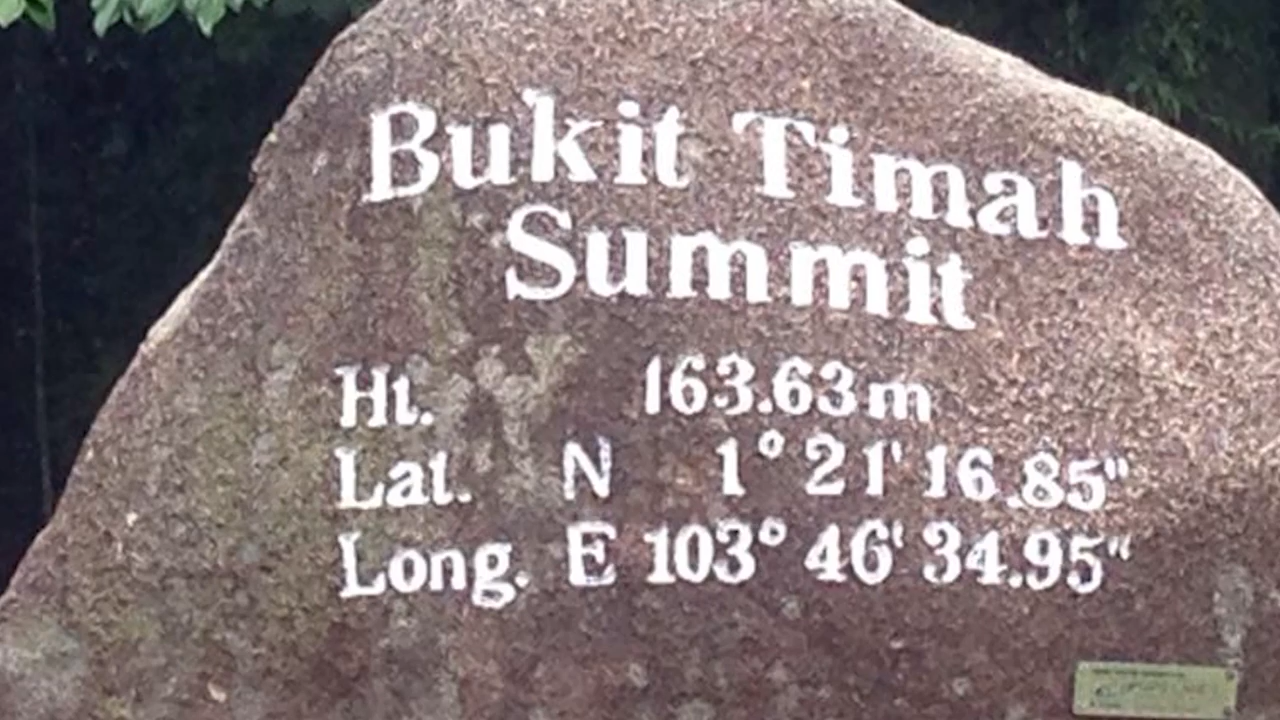 Bukit Timah
Summit
Ht. 163.63m
Lat. N 1° 21' 16.85"
Long. E 103° 46' 34.95"